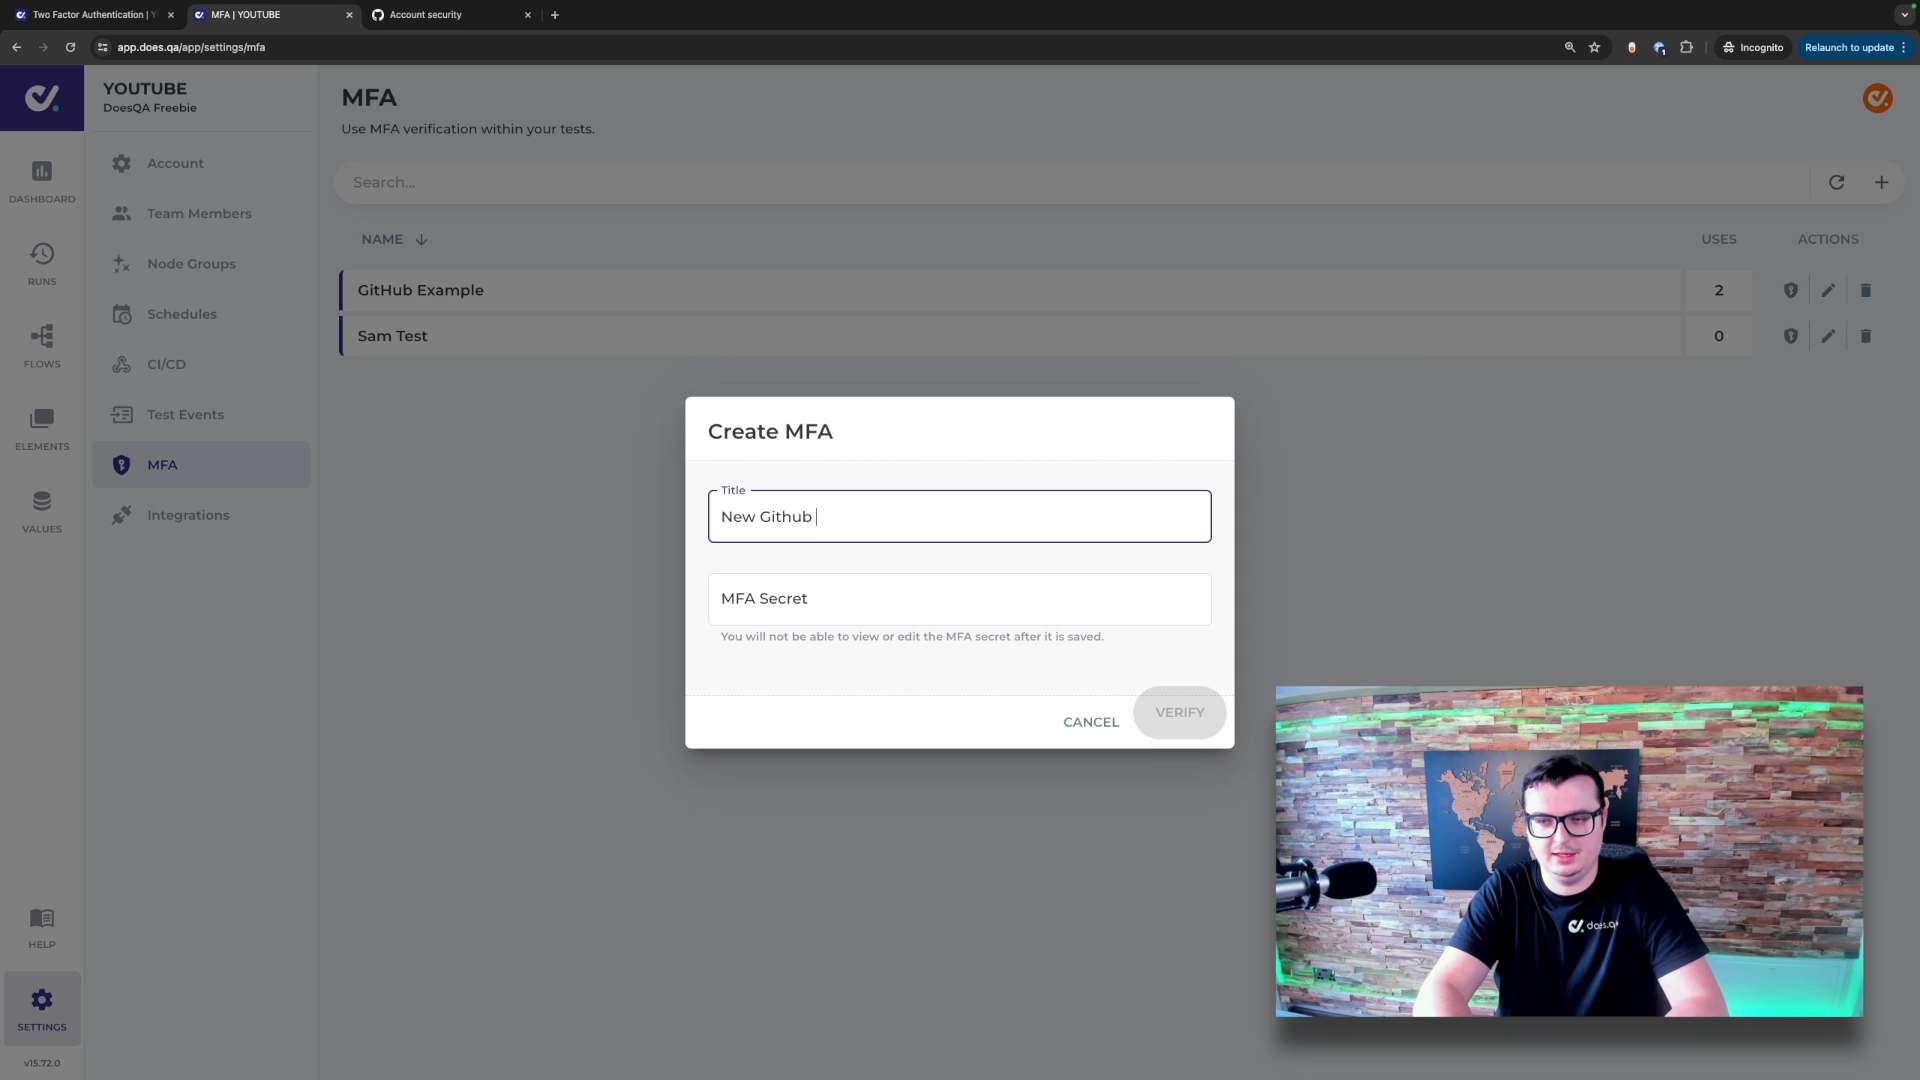 Two Factor Authentication | Y
MFA | YOUTUBE
Account security
app.does.qa/app/settings/mfa
Incognito
Relaunch to update
YOUTUBE
DoesQA Freebie
DASHBOARD
RUNS
FLOWS
ELEMENTS
VALUES
HELP
SETTINGS
v15.72.0
Account
Team Members
Node Groups
Schedules
CI/CD
Test Events
MFA
Integrations
MFA
Use MFA verification within your tests.
Search...
NAME
USES
ACTIONS
GitHub Example
2
Sam Test
0
Create MFA
Title
New Github
MFA Secret
You will not be able to view or edit the MFA secret after it is saved.
CANCEL
VERIFY
does.qa